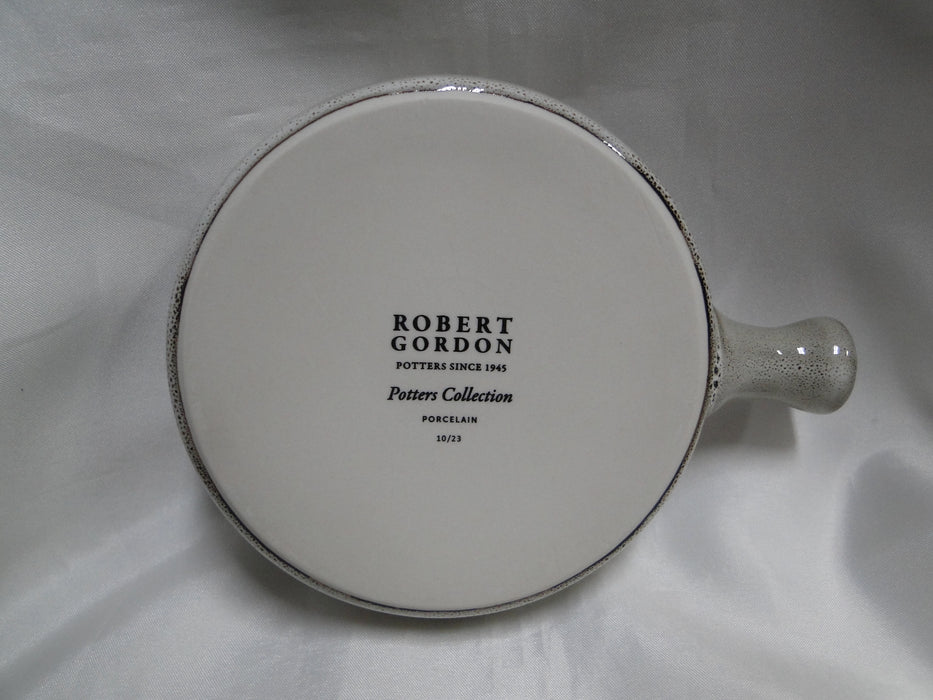 ROBERT
GORDON
POTTERS SINCE 1945
Potters Collection
PORCELAIN
10/23